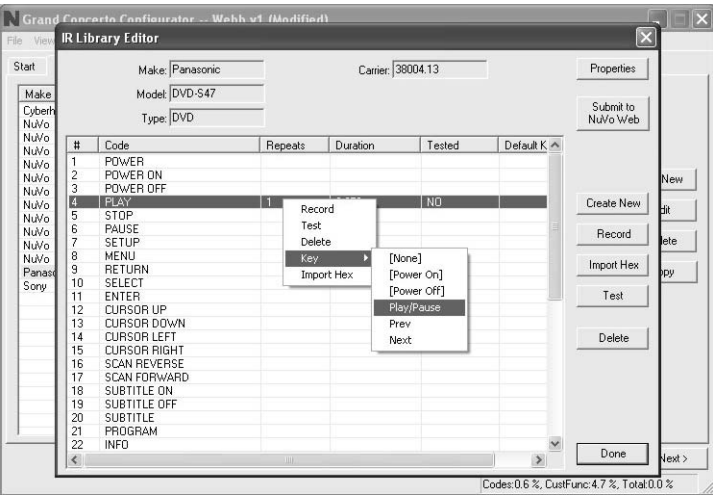 Grand Concerto Configurator -- Webb v1 (Modified)
File View
IR Library Editor
Start
Make: Panasonic
Carrier: 38004.13
Properties
Model: DVD-S47
Submit to
NuVo Web
Type: DVD
Make
Cyberh
NuVo
NuVo
NuVo
NuVo
NuVo
NuVo
NuVo
NuVo
NuVo
NuVo
NuVo
Panaso
Sony
# Code Repeats Duration Tested Default K
1 POWER
2 POWER ON
3 POWER OFF
4 PLAY 1 NO
5 STOP
6 PAUSE
7 SETUP
8 MENU
9 RETURN
10 SELECT
11 ENTER
12 CURSOR UP
13 CURSOR DOWN
14 CURSOR LEFT
15 CURSOR RIGHT
16 SCAN REVERSE
17 SCAN FORWARD
18 SUBTITLE ON
19 SUBTITLE OFF
20 SUBTITLE
21 PROGRAM
22 INFO
Record
Test
Delete
Key
Import Hex
[None]
[Power On]
[Power Off]
Play/Pause
Prev
Next
Create New
Record
Import Hex
Test
Delete
Done
New
dit
lete
opy
Next >
Codes:0.6 %, CustFunc:4.7 %, Total:0.0 %